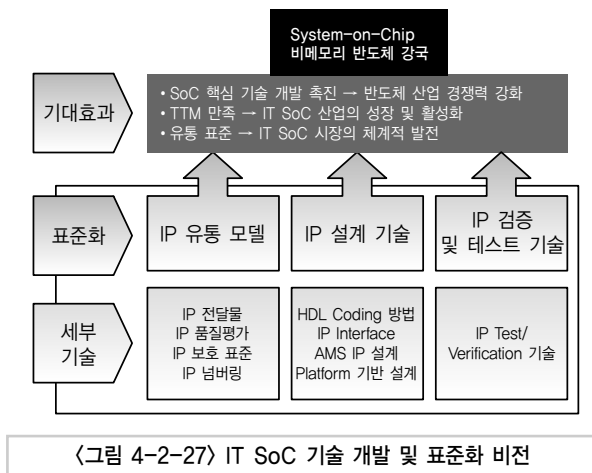 System-on-Chip
비메모리 반도체 강국
기대효과
• SoC 핵심 기술 개발 촉진 → 반도체 산업 경쟁력 강화
• TTM 만족 → IT SoC 산업의 성장 및 활성화
• 유통 표준 → IT SoC 시장의 체계적 발전
표준화
IP 유통 모델
IP 설계 기술
IP 검증
및 테스트 기술
세부
기술
IP 전달물
IP 품질평가
IP 보호 표준
IP 넘버링
HDL Coding 방법
IP Interface
AMS IP 설계
Platform 기반 설계
IP Test/
Verification 기술
〈그림 4-2-27〉 IT SoC 기술 개발 및 표준화 비전